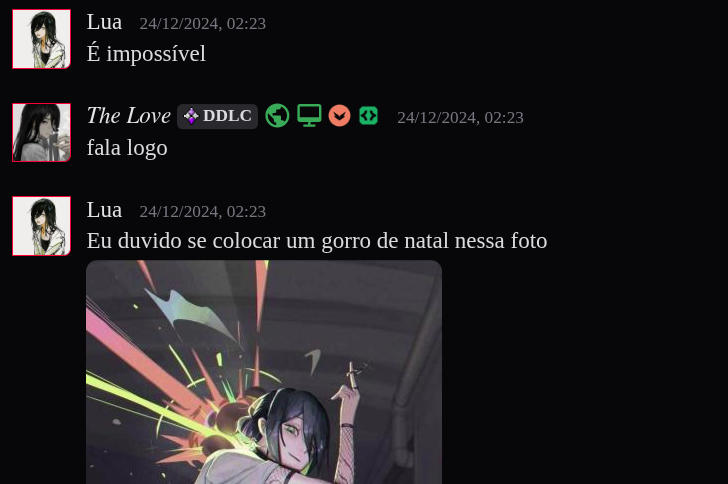 Lua 24/12/2024, 02:23
É impossível
The Love DDLC 24/12/2024, 02:23
fala logo
Lua 24/12/2024, 02:23
Eu duvido se colocar um gorro de natal nessa foto